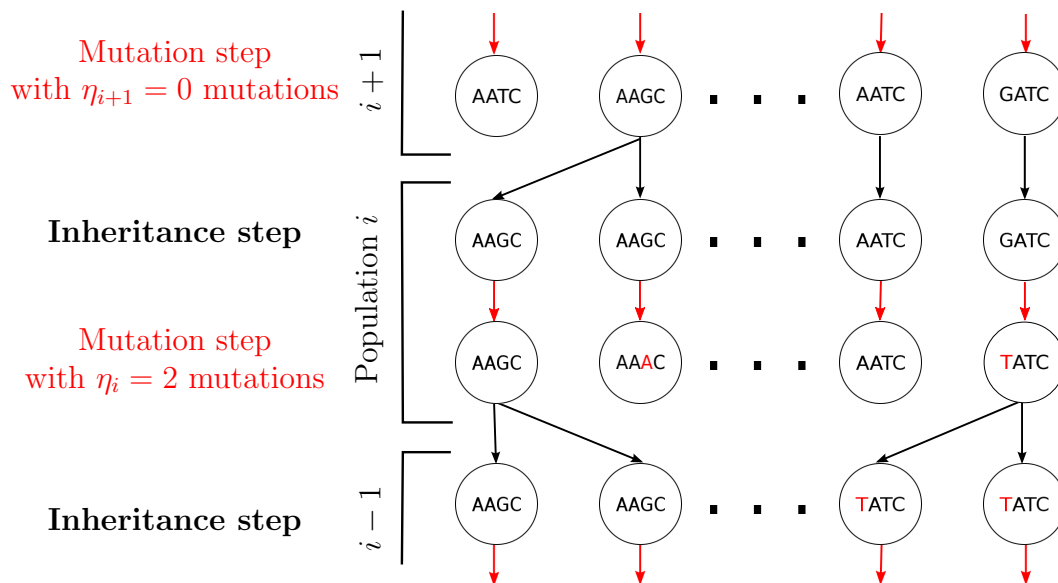 Mutation step
with η_{i+1} = 0 mutations
i + 1
AATC AAGC . . . AATC GATC
Inheritance step
Population i
AAGC AAGC . . . AATC GATC
Mutation step
with η_i = 2 mutations
AAGC AAAC . . . AATC TATC
Inheritance step
i − 1
AAGC AAGC . . . TATC TATC